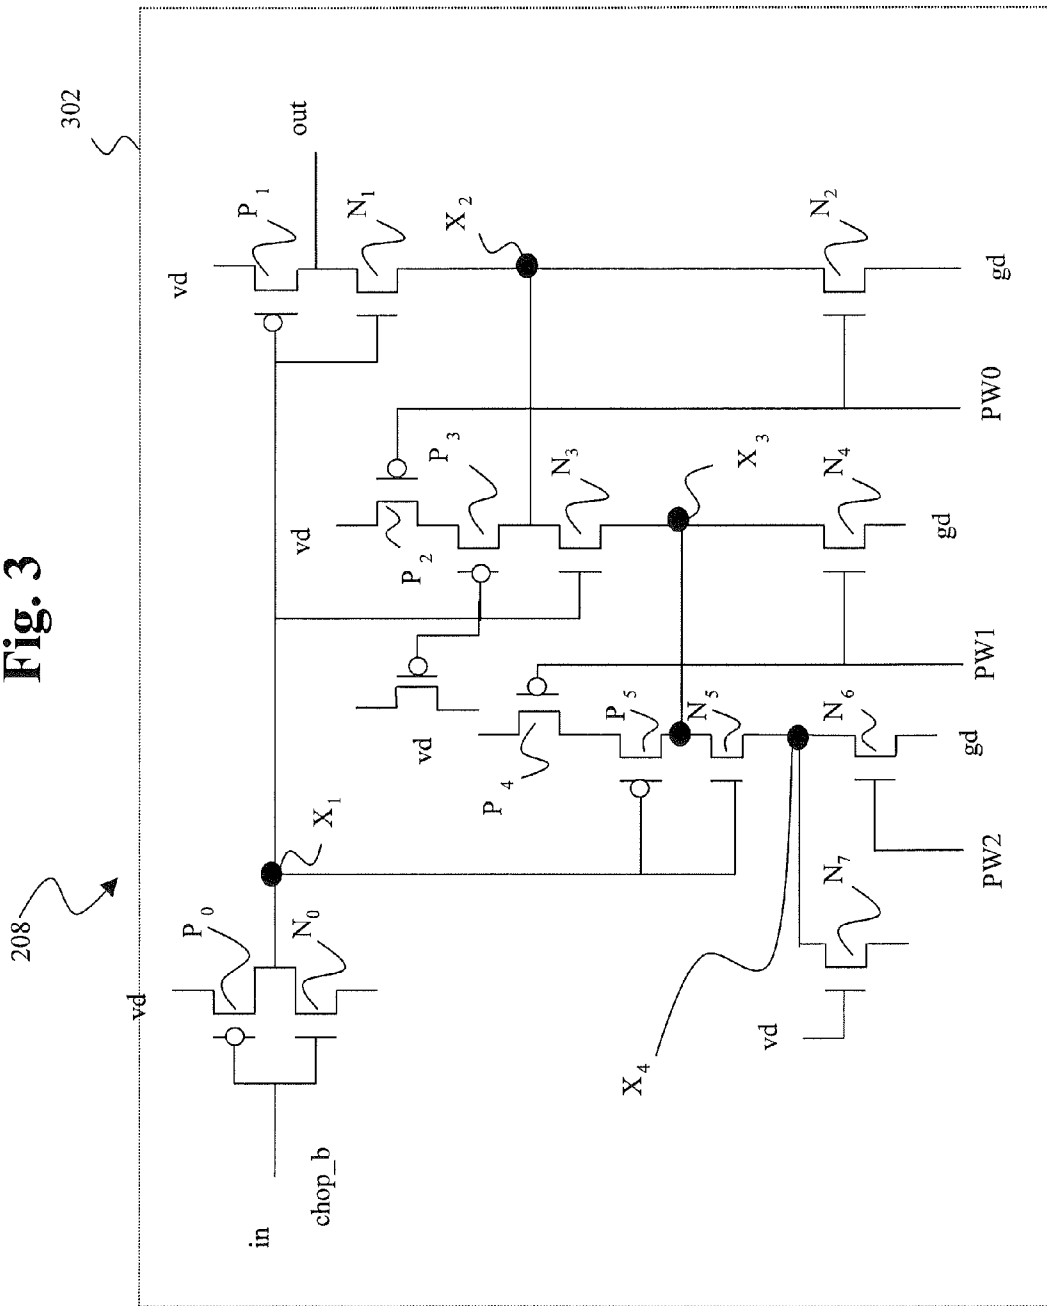 Fig. 3
208
302
vd
P0
N0
in
chop_b
X1
vd
P1
out
N1
X2
N2
gd
PW0
vd
P2
P3
N3
X3
N4
gd
PW1
vd
P4
P5
N5
N6
gd
PW2
X4
vd
N7